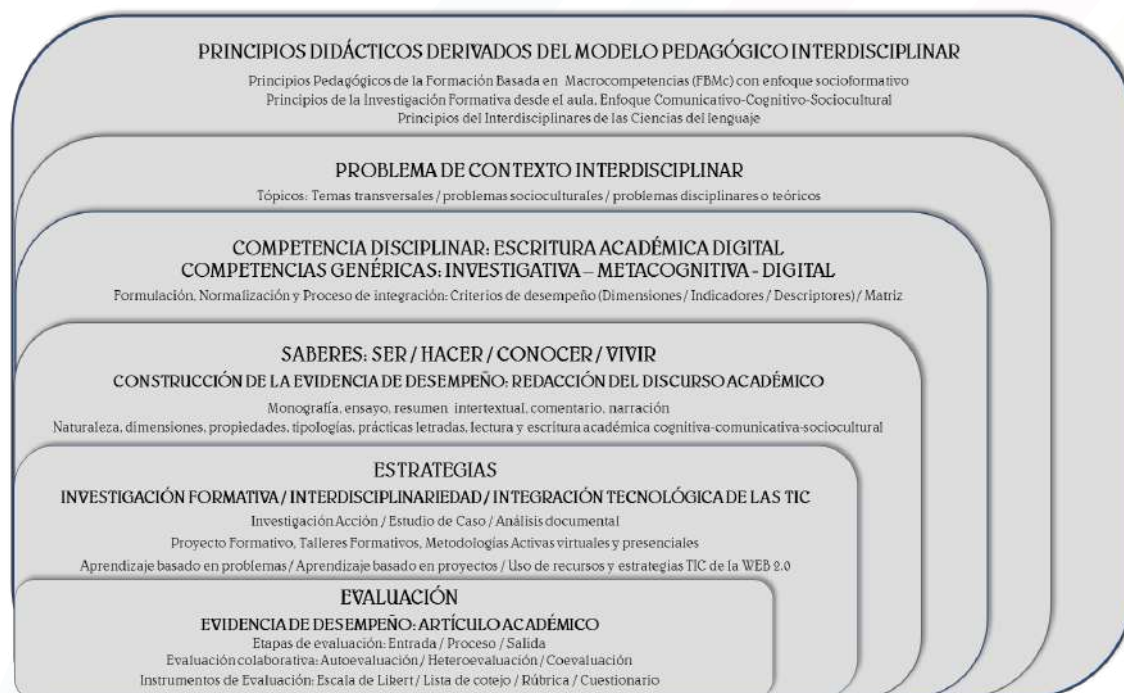 PRINCIPIOS DIDÁCTICOS DERIVADOS DEL MODELO PEDAGÓGICO INTERDISCIPLINAR
Principios Pedagógicos de la Formación Basada en Macrocompetencias (FBMc) con enfoque socioformativo
Principios de la Investigación Formativa desde el aula, Enfoque Comunicativo-Cognitivo-Sociocultural
Principios del Interdisciplinares de las Ciencias del lenguaje
PROBLEMA DE CONTEXTO INTERDISCIPLINAR
Tópicos: Temas transversales / problemas socioculturales / problemas disciplinares o teóricos
COMPETENCIA DISCIPLINAR: ESCRITURA ACADÉMICA DIGITAL
COMPETENCIAS GENÉRICAS: INVESTIGATIVA – METACOGNITIVA - DIGITAL
Formulación, Normalización y Proceso de integración: Criterios de desempeño (Dimensiones / Indicadores / Descriptores) / Matriz
SABERES: SER / HACER / CONOCER / VIVIR
CONSTRUCCIÓN DE LA EVIDENCIA DE DESEMPEÑO: REDACCIÓN DEL DISCURSO ACADÉMICO
Monografía, ensayo, resumen intertextual, comentario, narración
Naturaleza, dimensiones, propiedades, tipologías, prácticas letradas, lectura y escritura académica cognitiva-comunicativa-sociocultural
ESTRATEGIAS
INVESTIGACIÓN FORMATIVA / INTERDISCIPLINARIEDAD / INTEGRACIÓN TECNOLÓGICA DE LAS TIC
Investigación Acción / Estudio de Caso / Análisis documental
Proyecto Formativo, Talleres Formativos, Metodologías Activas virtuales y presenciales
Aprendizaje basado en problemas / Aprendizaje basado en proyectos / Uso de recursos y estrategias TIC de la WEB 2.0
EVALUACIÓN
EVIDENCIA DE DESEMPEÑO: ARTÍCULO ACADÉMICO
Etapas de evaluación: Entrada / Proceso / Salida
Evaluación colaborativa: Autoevaluación / Heteroevaluación / Coevaluación
Instrumentos de Evaluación: Escala de Likert / Lista de cotejo / Rúbrica / Cuestionario